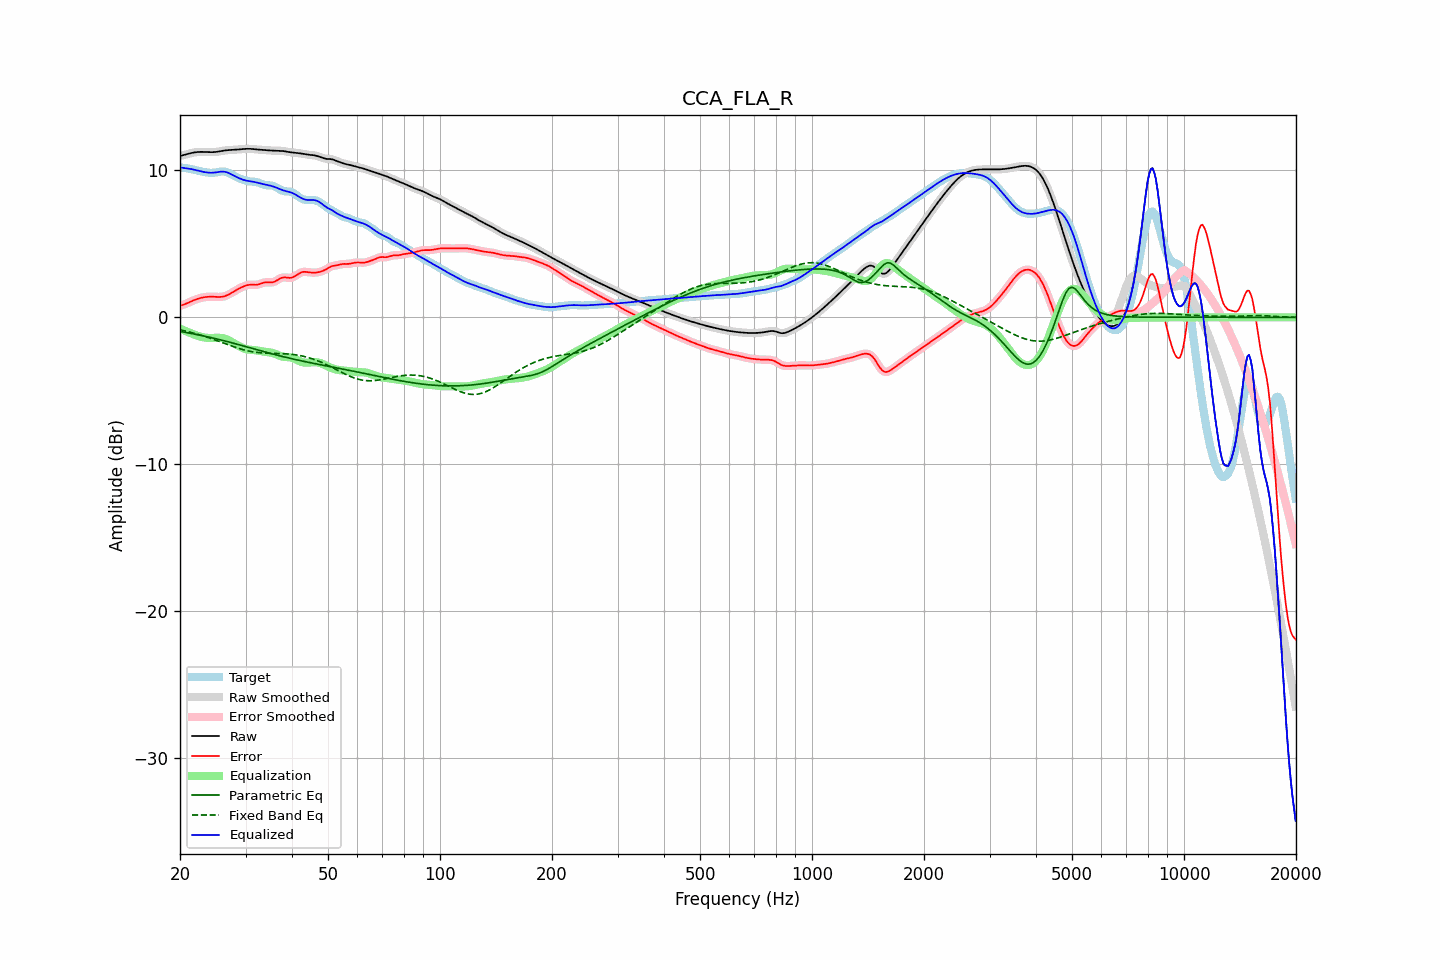 CCA_FLA_R
Amplitude (dBr)
10
0
−10
−20
−30
Target
Raw Smoothed
Error Smoothed
Raw
Error
Equalization
Parametric Eq
Fixed Band Eq
Equalized
20 50 100 200 500 1000 2000 5000 10000 20000
Frequency (Hz)